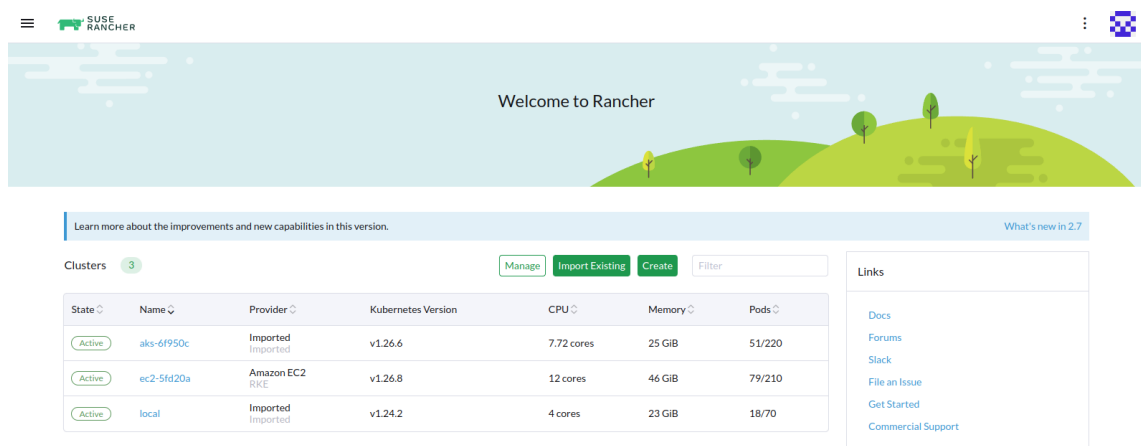 SUSE
RANCHER
Welcome to Rancher
Learn more about the improvements and new capabilities in this version. What's new in 2.7
Clusters 3 Manage Import Existing Create Filter
State Name Provider Kubernetes Version CPU Memory Pods
Active aks-6f950c Imported Imported v1.26.6 7.72 cores 25 GiB 51/220
Active ec2-5fd20a Amazon EC2 RKE v1.26.8 12 cores 46 GiB 79/210
Active local Imported Imported v1.24.2 4 cores 23 GiB 18/70
Links
Docs
Forums
Slack
File an Issue
Get Started
Commercial Support